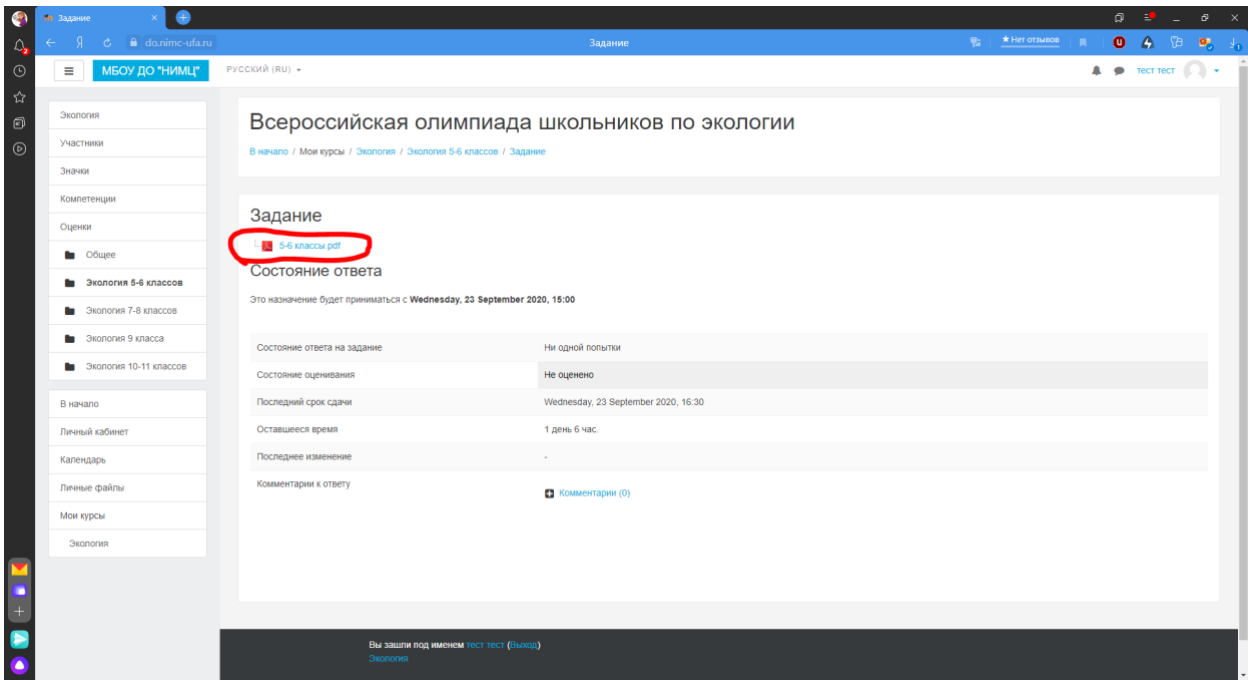 Задание
Я
do.nimc-ufa.ru
Задание
★ Нет отзывов
МБОУ ДО "НИМЦ"
РУССКИЙ (RU)
тест тест
Экология
Участники
Значки
Компетенции
Оценки
Общее
Экология 5-6 классов
Экология 7-8 классов
Экология 9 класса
Экология 10-11 классов
В начало
Личный кабинет
Календарь
Личные файлы
Мои курсы
Экология
Всероссийская олимпиада школьников по экологии
В начало / Мои курсы / Экология / Экология 5-6 классов / Задание
Задание
5-6 классы.pdf
Состояние ответа
Это назначение будет приниматься с Wednesday, 23 September 2020, 15:00
Состояние ответа на задание Ни одной попытки
Состояние оценивания Не оценено
Последний срок сдачи Wednesday, 23 September 2020, 16:30
Оставшееся время 1 день 6 час.
Последнее изменение -
Комментарии к ответу
Комментарии (0)
Вы зашли под именем тест тест (Выход)
Экология